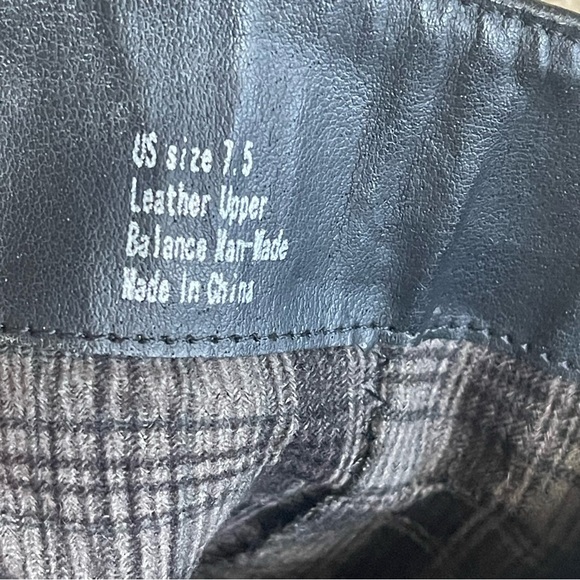 US size 7.5
Leather Upper
Balance Man-Made
Made In China